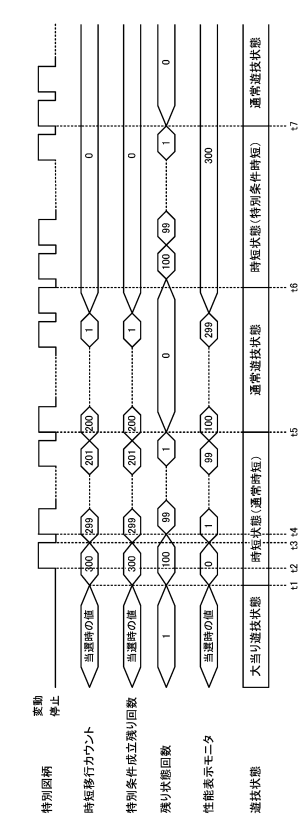 変動
停止
特別図柄
時短移行カウント 当選時の値 300 299 201 200 1 0
特別条件成立残り回数 当選時の値 300 299 201 200 1 0
残り状態回数 1 100 99 1 0 100 99 1 0
性能表示モニタ 当選時の値 0 1 99 100 299 300
遊技状態 大当り遊技状態 時短状態(通常時短) 通常遊技状態 時短状態(特別条件時短) 通常遊技状態
t1 t2 t3 t4 t5 t6 t7